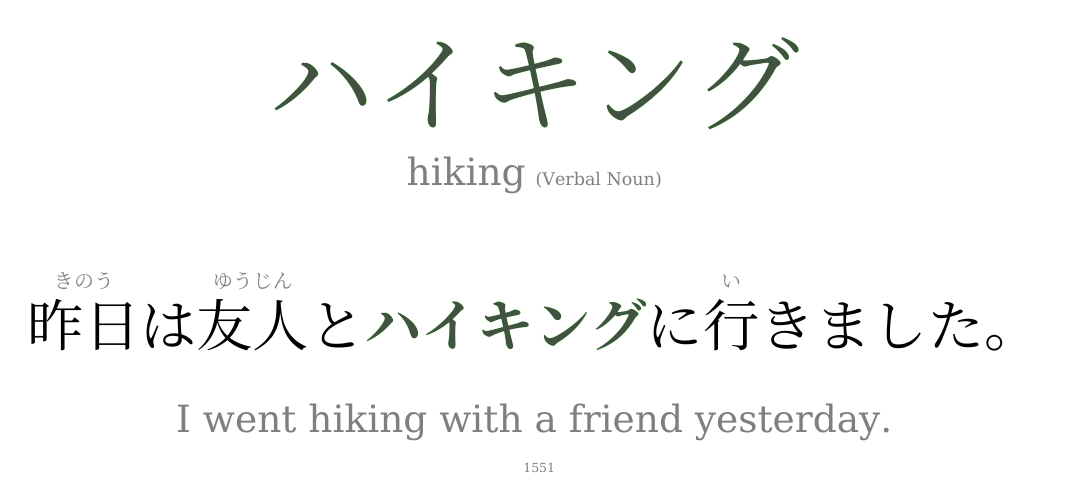 ハイキング
hiking (Verbal Noun)
きのう ゆうじん い
昨日は友人とハイキングに行きました。
I went hiking with a friend yesterday.
1551